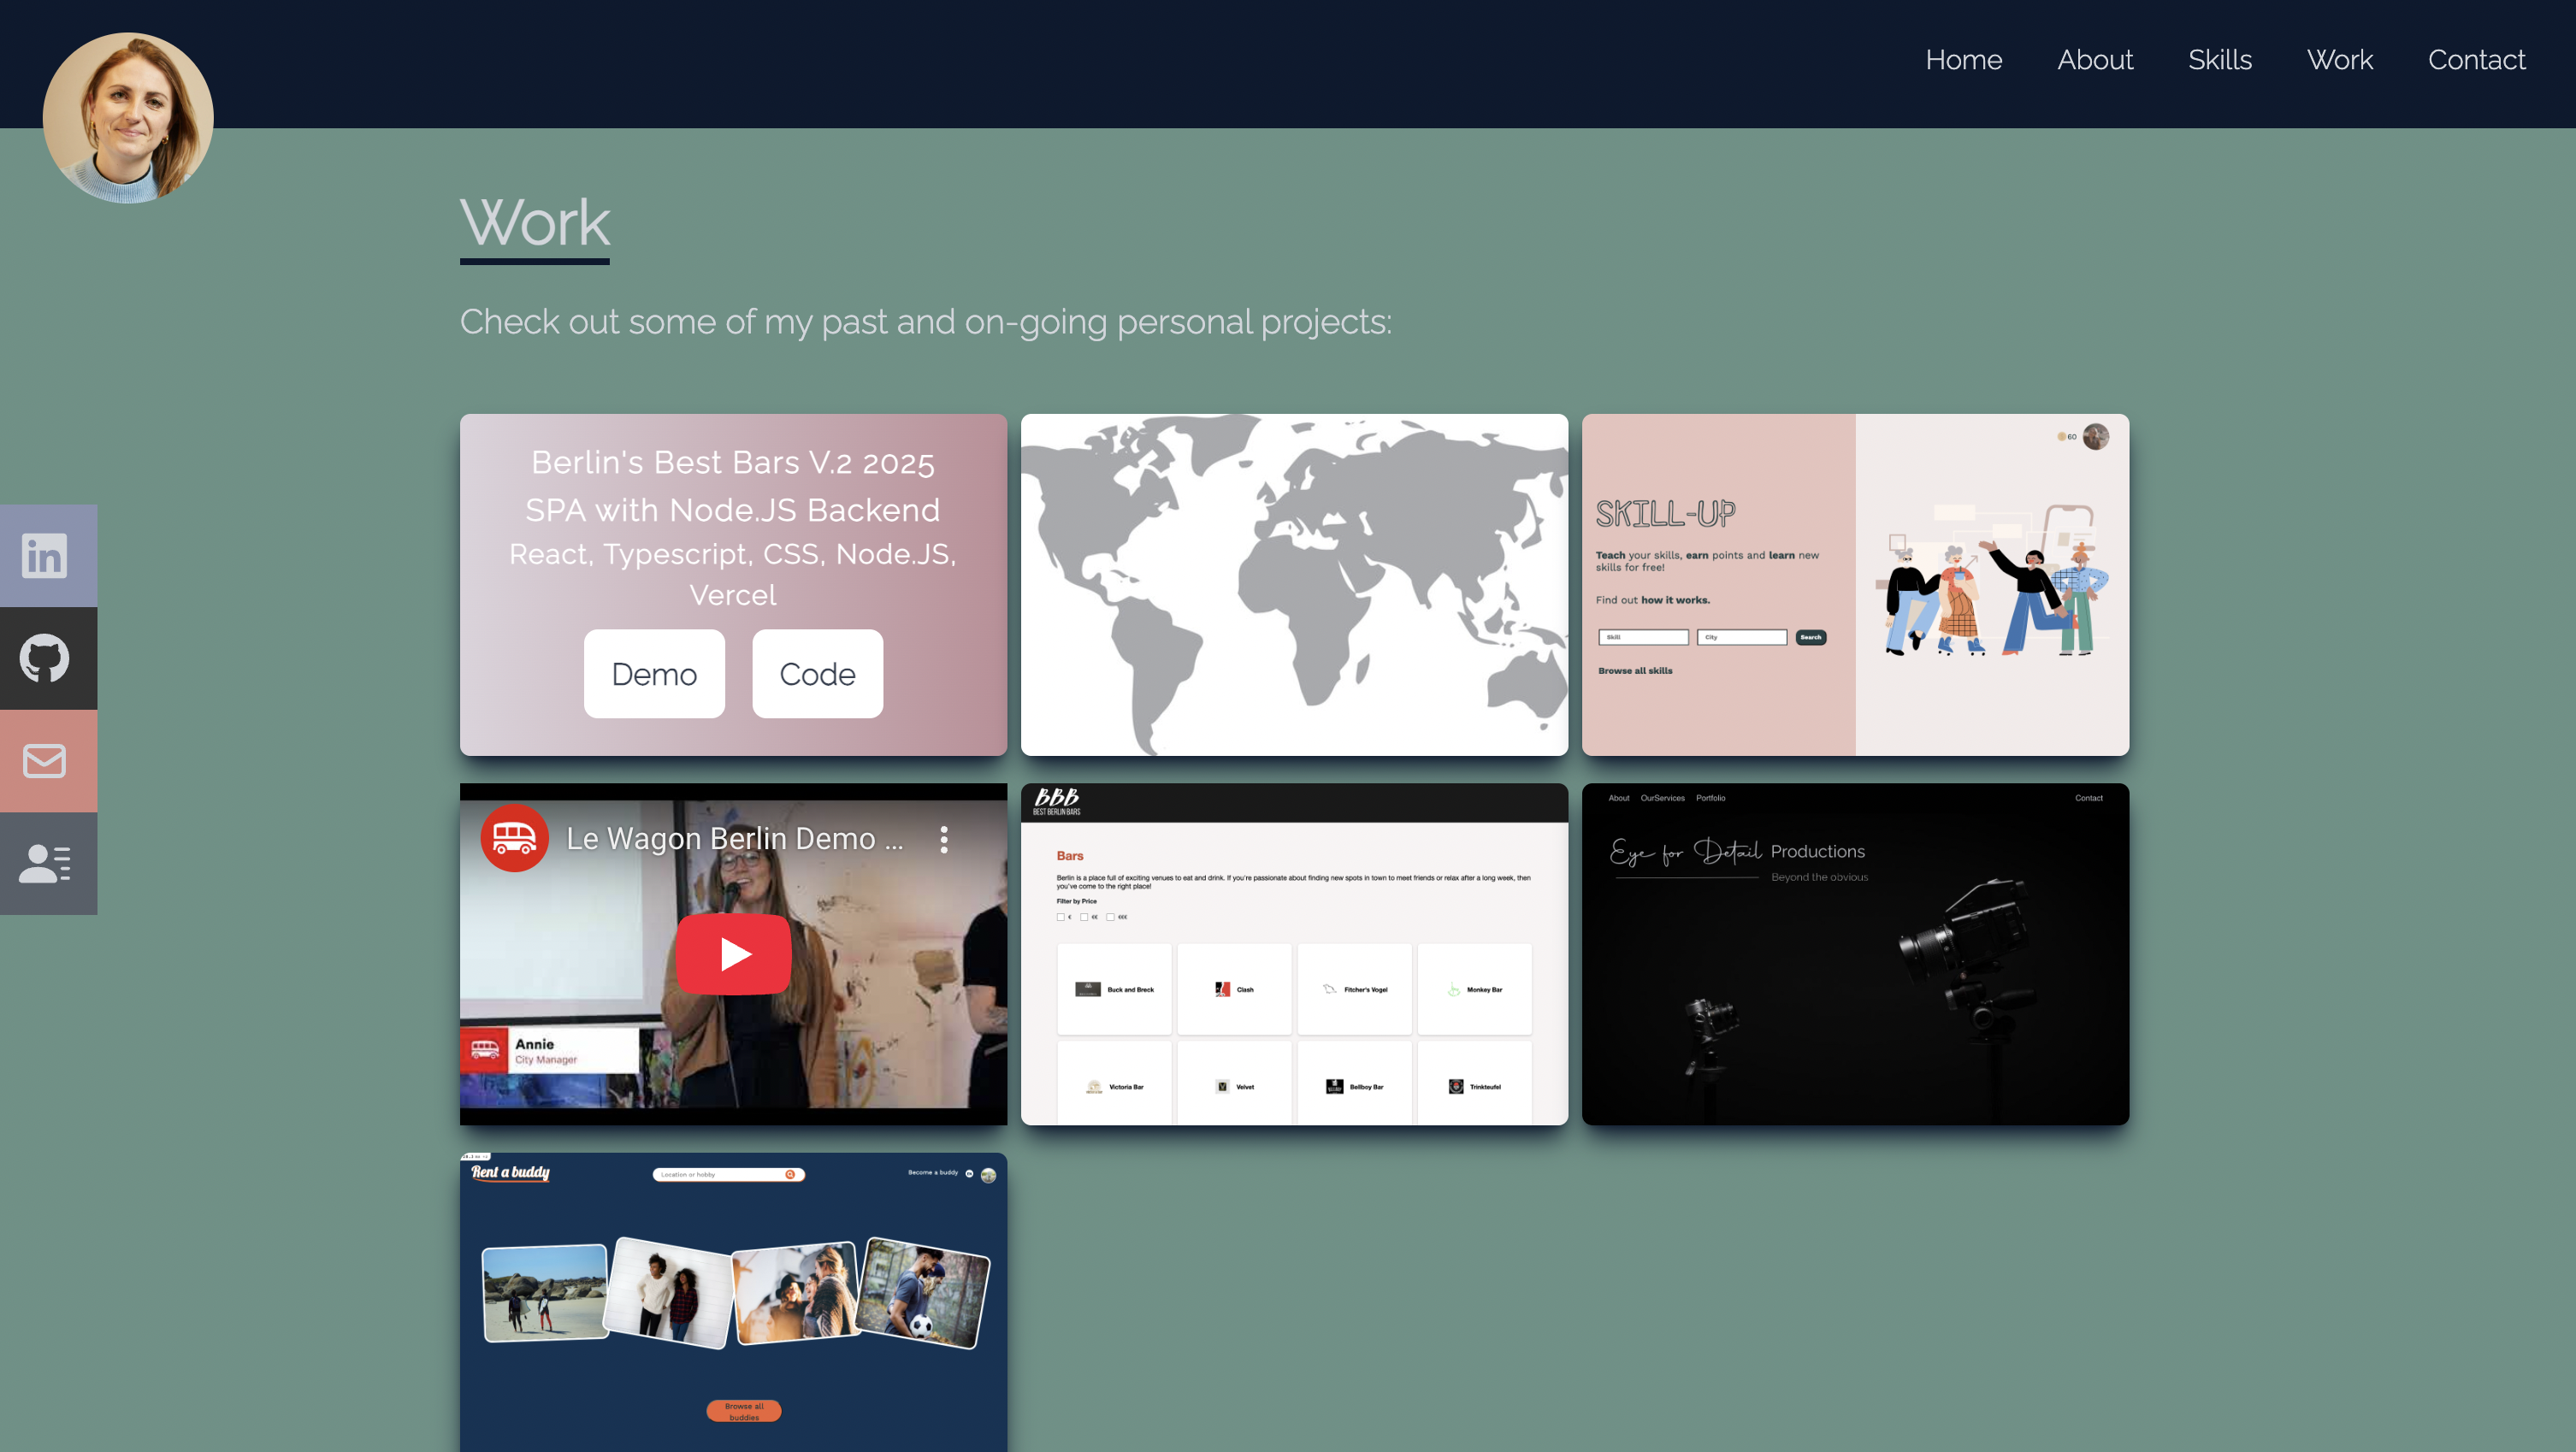 Home About Skills Work Contact
Work
Check out some of my past and on-going personal projects:
Berlin's Best Bars V.2 2025
SPA with Node.JS Backend
React, Typescript, CSS, Node.JS,
Vercel
Demo Code
60
SKILL-UP
Teach your skills, earn points and learn new
skills for free!
Find out how it works.
Skill City Search
Browse all skills
in
Le Wagon Berlin Demo ...
Annie
City Manager
BBB
BEST BERLIN BARS
Bars
Berlin is a place full of exciting venues to eat and drink. If you're passionate about finding new spots in town to meet friends or relax after a long week, then
you've come to the right place!
Filter by Price
€ €€ €€€
Buck and Breck Clash Fitcher's Vogel Monkey Bar
Victoria Bar Velvet Bellboy Bar Trinkteufel
About OurServices Portfolio Contact
Eye for Detail Productions
Beyond the obvious
Rent a buddy
Location or hobby
Become a buddy
Browse all
buddies